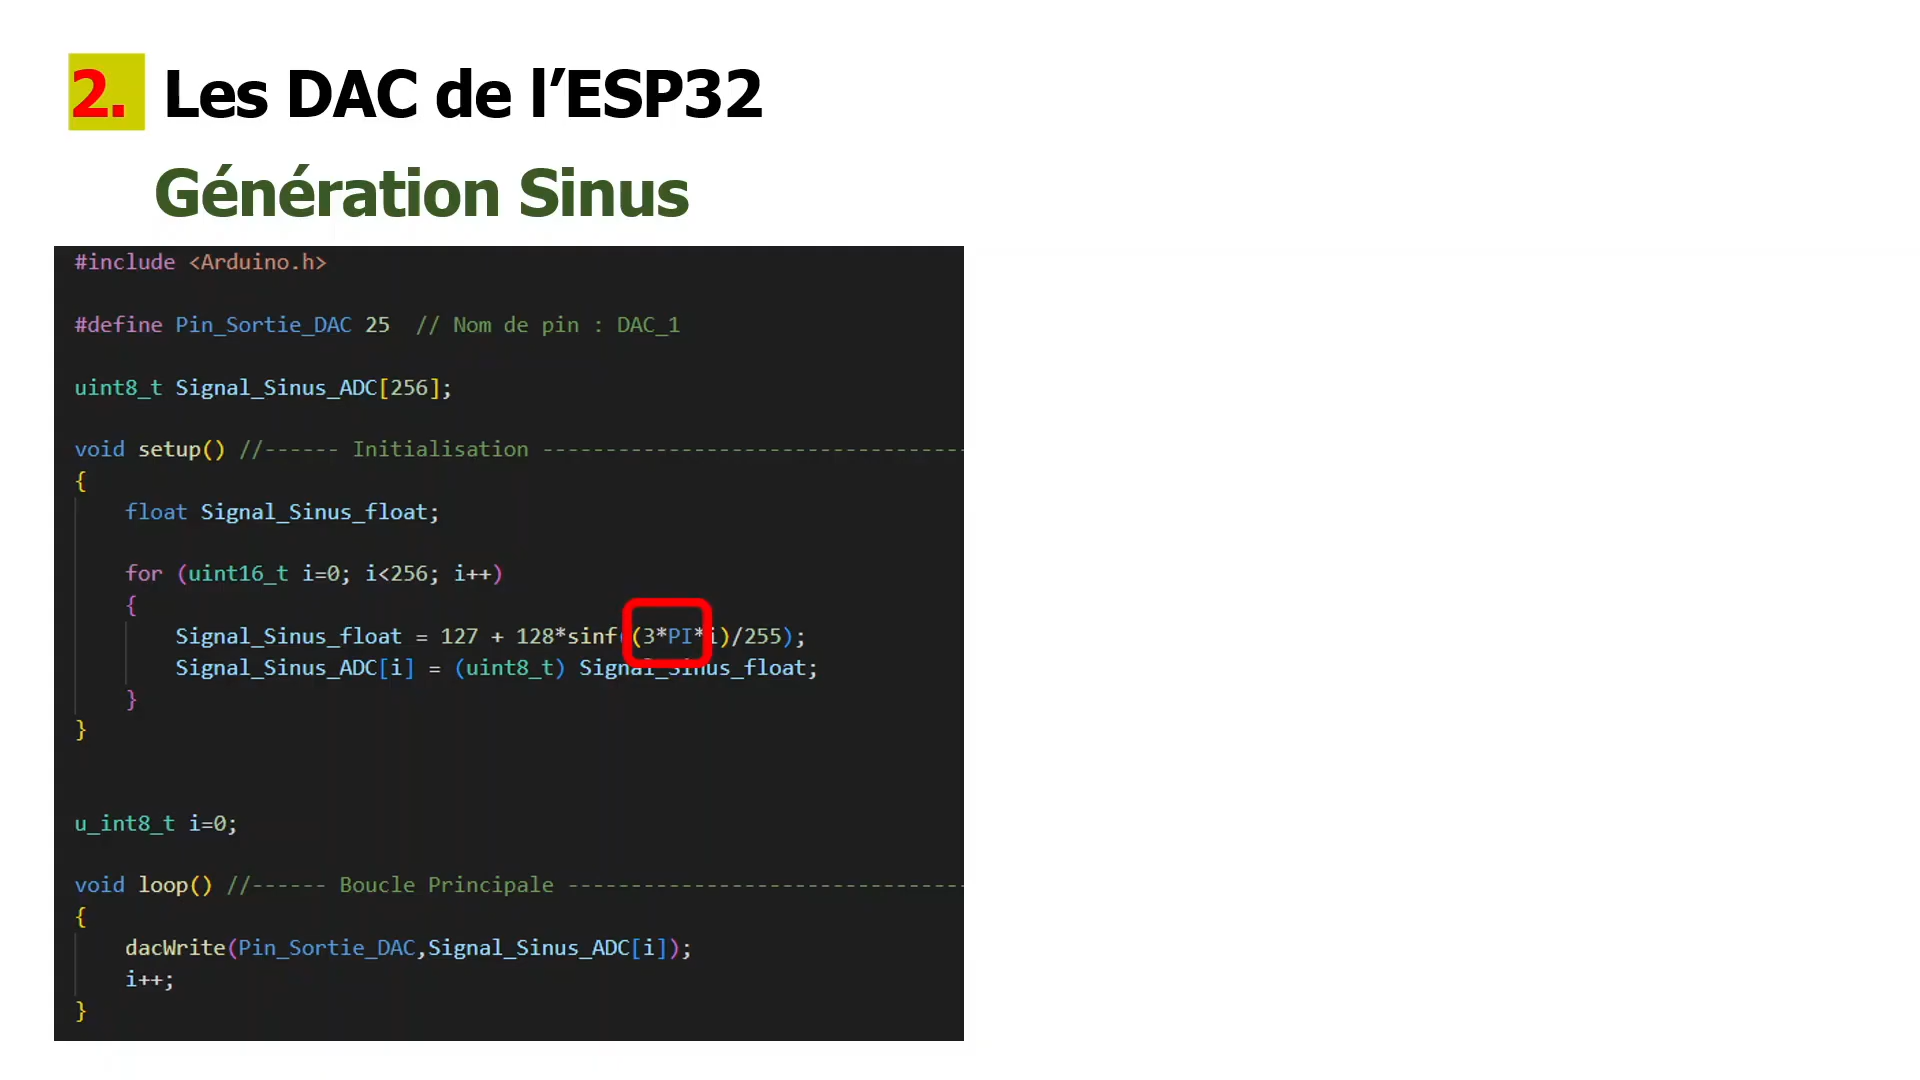 2. Les DAC de l’ESP32
Génération Sinus
#include <Arduino.h>
#define Pin_Sortie_DAC 25  // Nom de pin : DAC_1
uint8_t Signal_Sinus_ADC[256];
void setup() //------ Initialisation ----------------------------------
{
float Signal_Sinus_float;
for (uint16_t i=0; i<256; i++)
{
Signal_Sinus_float = 127 + 128*sinf((3*PI*i)/255);
Signal_Sinus_ADC[i] = (uint8_t) Signal_Sinus_float;
}
}
u_int8_t i=0;
void loop() //------ Boucle Principale --------------------------------
{
dacWrite(Pin_Sortie_DAC,Signal_Sinus_ADC[i]);
i++;
}